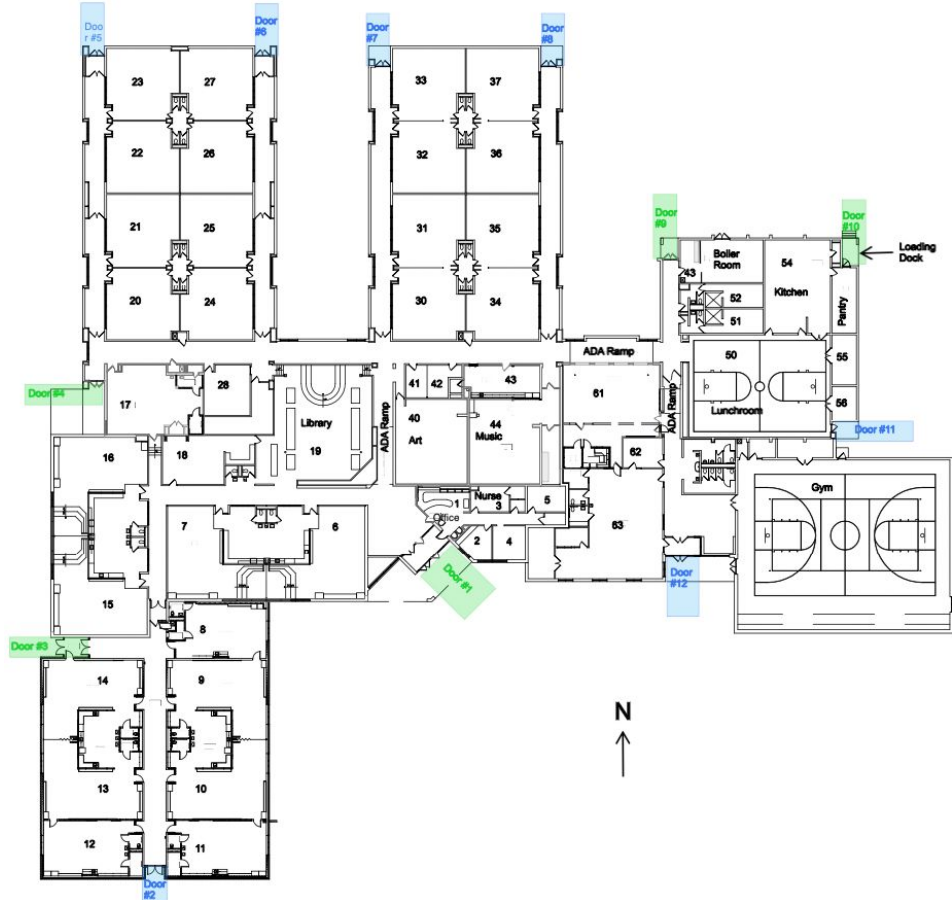 Doo
r #5
Door
#6
Door
#7
Door
#8
23
27
33
37
22
26
32
36
21
25
31
35
20
24
30
34
Door
#9
Door
#10
Loading
Dock
Boiler
Room
54
43
Kitchen
52
51
Pantry
ADA Ramp
50
55
Lunchroom
56
ADA Ramp
Door #11
Door #4
17
28
Library
19
ADA Ramp
41
42
43
40
Art
44
Music
61
62
16
18
Gym
7
6
1
Office
Nurse
3
5
2
4
63
Door #1
Door
#12
15
Door #3
8
14
9
13
10
12
11
Door
#2
N